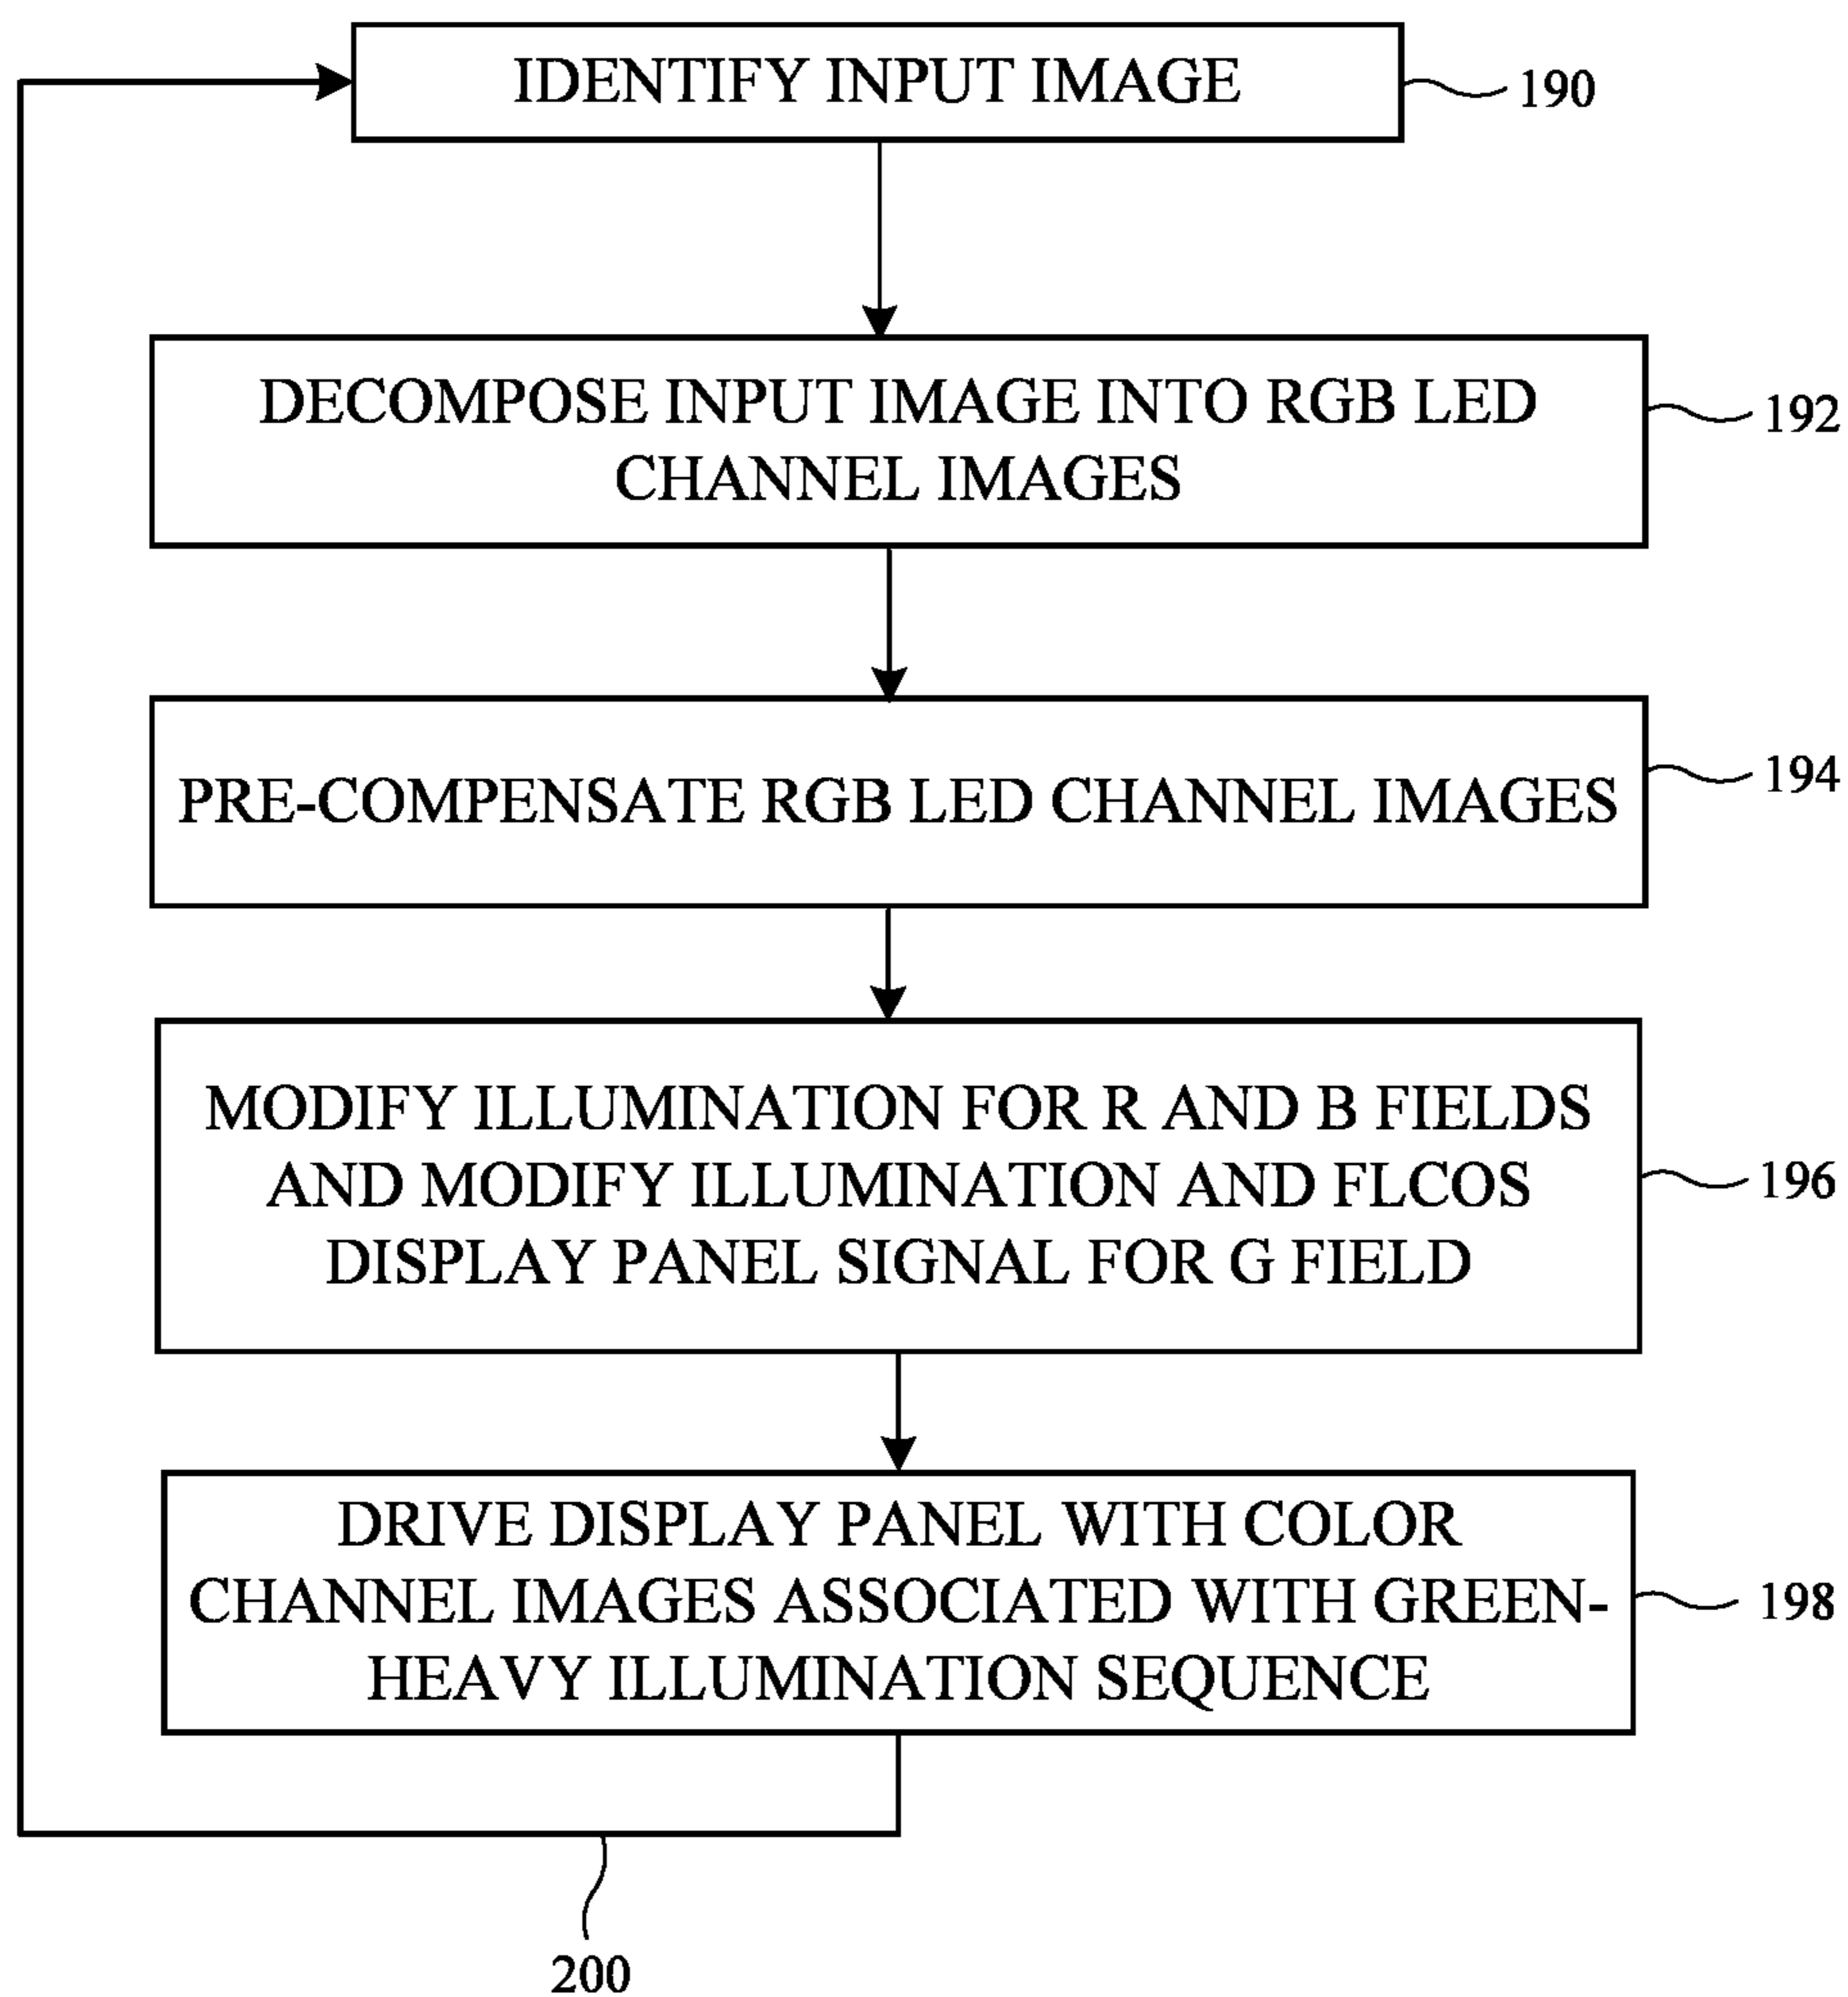 IDENTIFY INPUT IMAGE
190
DECOMPOSE INPUT IMAGE INTO RGB LED
CHANNEL IMAGES
192
PRE-COMPENSATE RGB LED CHANNEL IMAGES
194
MODIFY ILLUMINATION FOR R AND B FIELDS
AND MODIFY ILLUMINATION AND FLCOS
DISPLAY PANEL SIGNAL FOR G FIELD
196
DRIVE DISPLAY PANEL WITH COLOR
CHANNEL IMAGES ASSOCIATED WITH GREEN-
HEAVY ILLUMINATION SEQUENCE
198
200